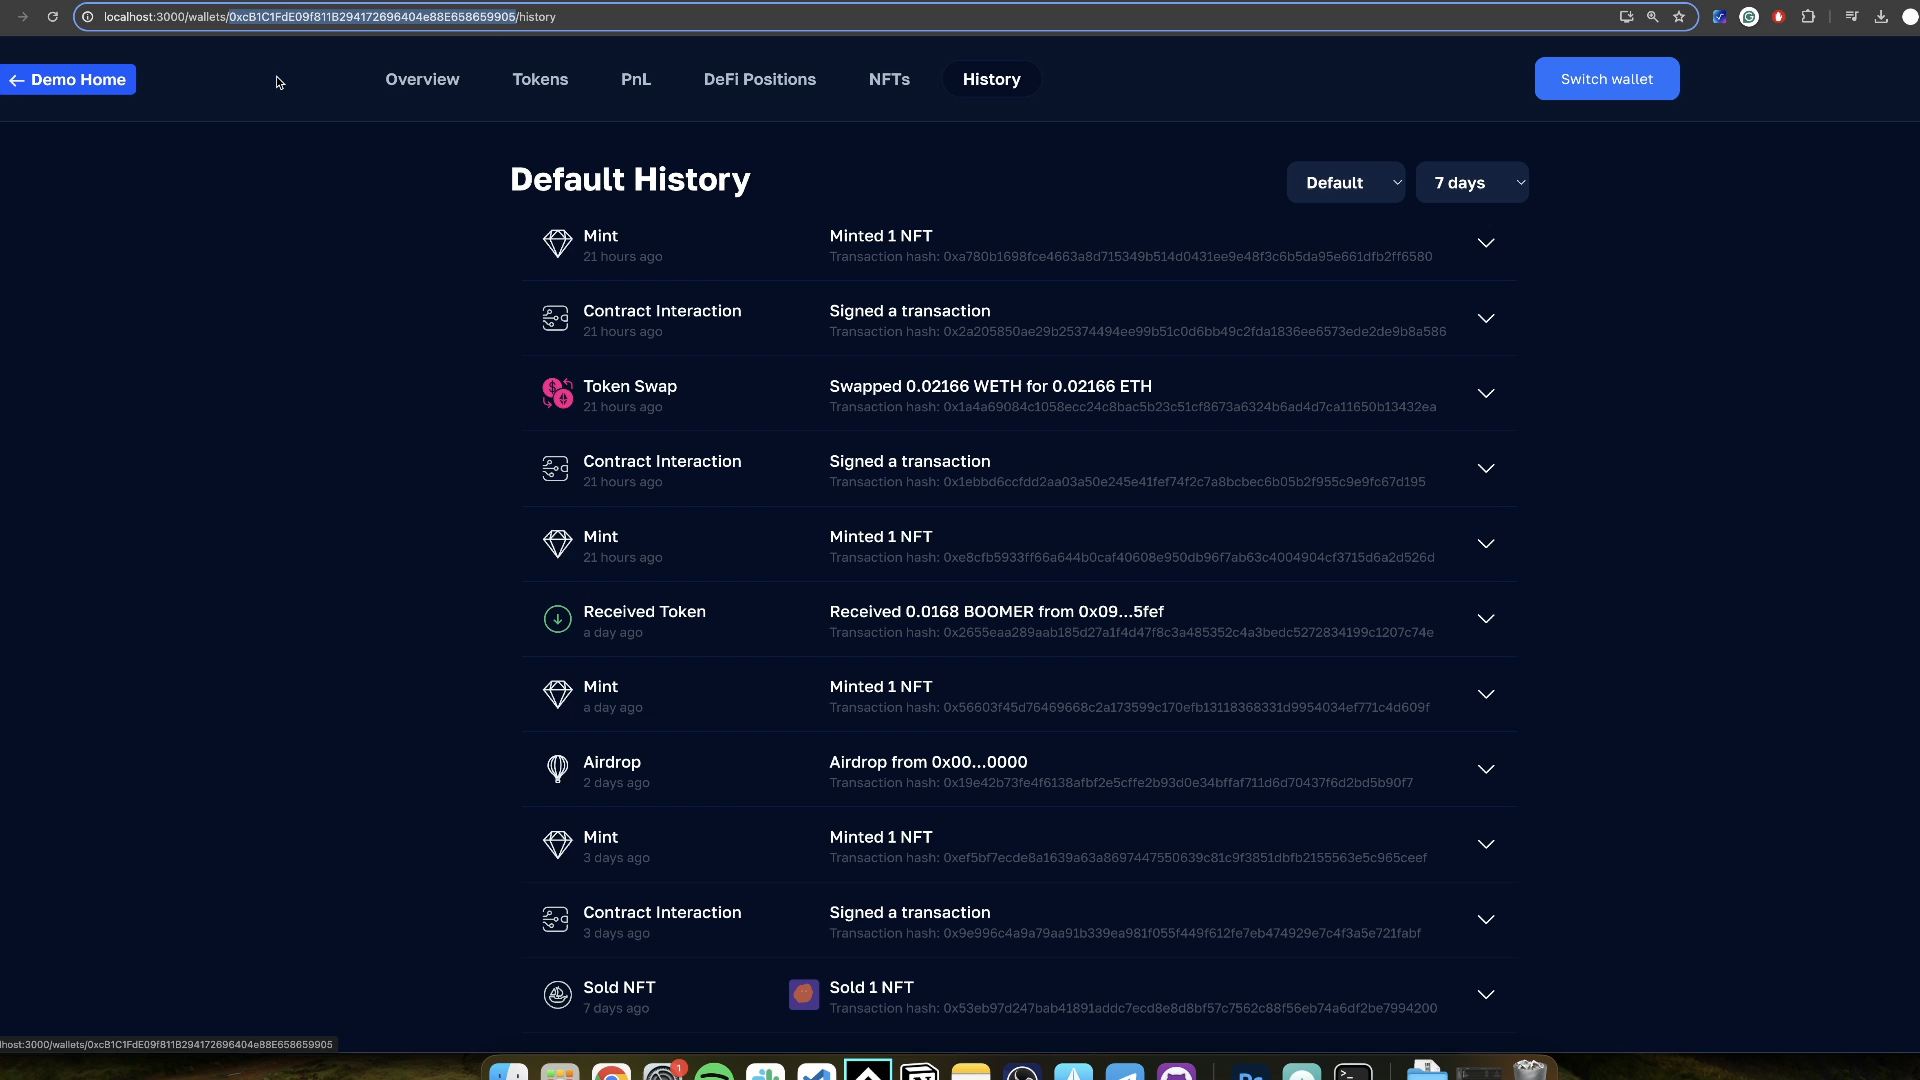 localhost:3000/wallets/0xcB1C1FdE09f811B294172696404e88E658659905/history
Demo Home
Overview
Tokens
PnL
DeFi Positions
NFTs
History
Switch wallet
Default History
Default
7 days
Mint
Minted 1 NFT
21 hours ago
Transaction hash: 0xa780b1698fce4663a8d715349b514d0431ee9e48f3c6b5da95e661dfb2ff6580
Contract Interaction
Signed a transaction
21 hours ago
Transaction hash: 0x2a205850ae29b25374494ee99b51c0d6bb49c2fda1836ee6573ede2de9b8a586
Token Swap
Swapped 0.02166 WETH for 0.02166 ETH
21 hours ago
Transaction hash: 0x1a4a69084c1058ecc24c8bac5b23c51cf8673a6324b6ad4d7ca11650b13432ea
Contract Interaction
Signed a transaction
21 hours ago
Transaction hash: 0x1ebbd6ccfdd2aa03a50e245e41fef74f2c7a8bcbec6b05b2f955c9e9fc67d195
Mint
Minted 1 NFT
21 hours ago
Transaction hash: 0xe8cfb5933ff66a644b0caf40608e950db96f7ab63c4004904cf3715d6a2d526d
Received Token
Received 0.0168 BOOMER from 0x09...5fef
a day ago
Transaction hash: 0x2655eaa289aab185d27a1f4d47f8c3a485352c4a3bedc5272834199c1207c74e
Mint
Minted 1 NFT
a day ago
Transaction hash: 0x56603f45d76469668c2a173599c170efb13118368331d9954034ef771c4d609f
Airdrop
Airdrop from 0x00...0000
2 days ago
Transaction hash: 0x19e42b73fe4f6138afbf2e5cffe2b93d0e34bffaf711d6d70437f6d2bd5b90f7
Mint
Minted 1 NFT
3 days ago
Transaction hash: 0xef5bf7ecde8a1639a63a8697447550639c81c9f3851dbfb2155563e5c965ceef
Contract Interaction
Signed a transaction
3 days ago
Transaction hash: 0x9e996c4a9a79aa91b339ea981f055f449f612fe7eb474929e7c4f3a5e721fabf
Sold NFT
Sold 1 NFT
7 days ago
Transaction hash: 0x53eb97d247bab41891addc7ecd8e8d8bf57c7562c88f56eb74a6df2be7994200
lhost:3000/wallets/0xcB1C1FdE09f811B294172696404e88E658659905
1